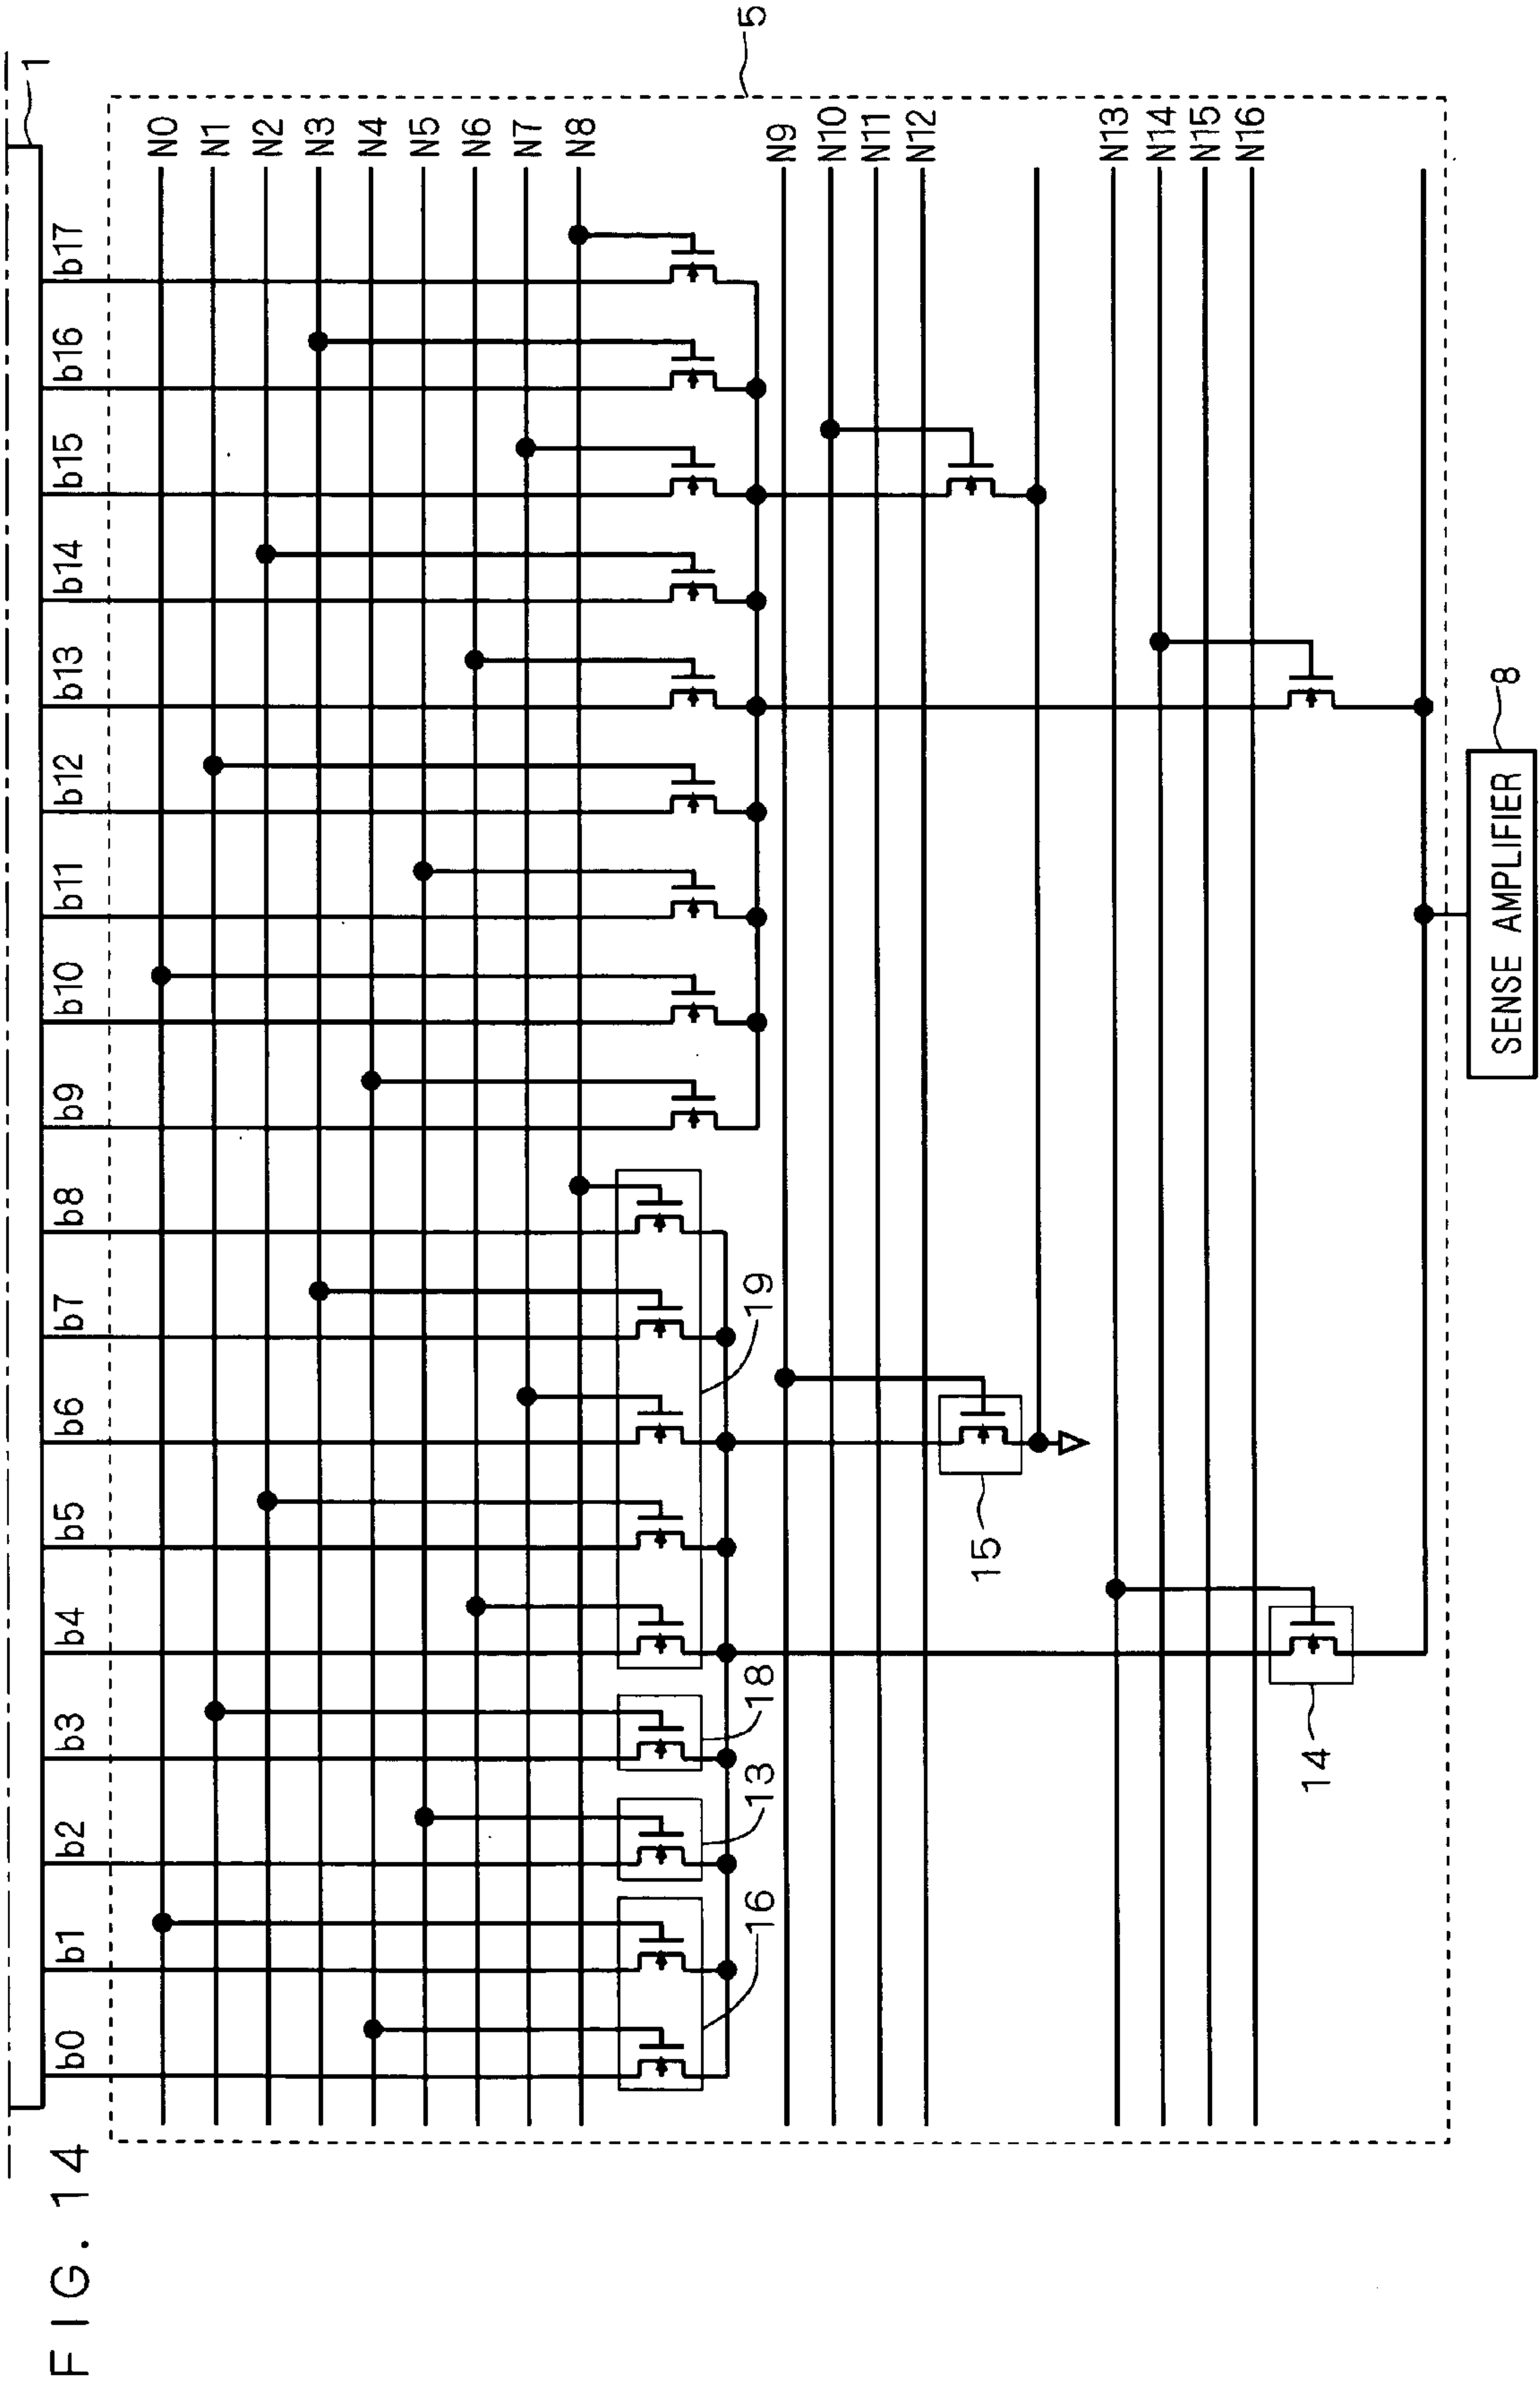 FIG. 14
1
b0 b1 b2 b3 b4 b5 b6 b7 b8 b9 b10 b11 b12 b13 b14 b15 b16 b17
5
N0
N1
N2
N3
N4
N5
N6
N7
N8
16
13
18
19
N9
N10
N11
N12
15
N13
N14
N15
N16
14
SENSE AMPLIFIER
8